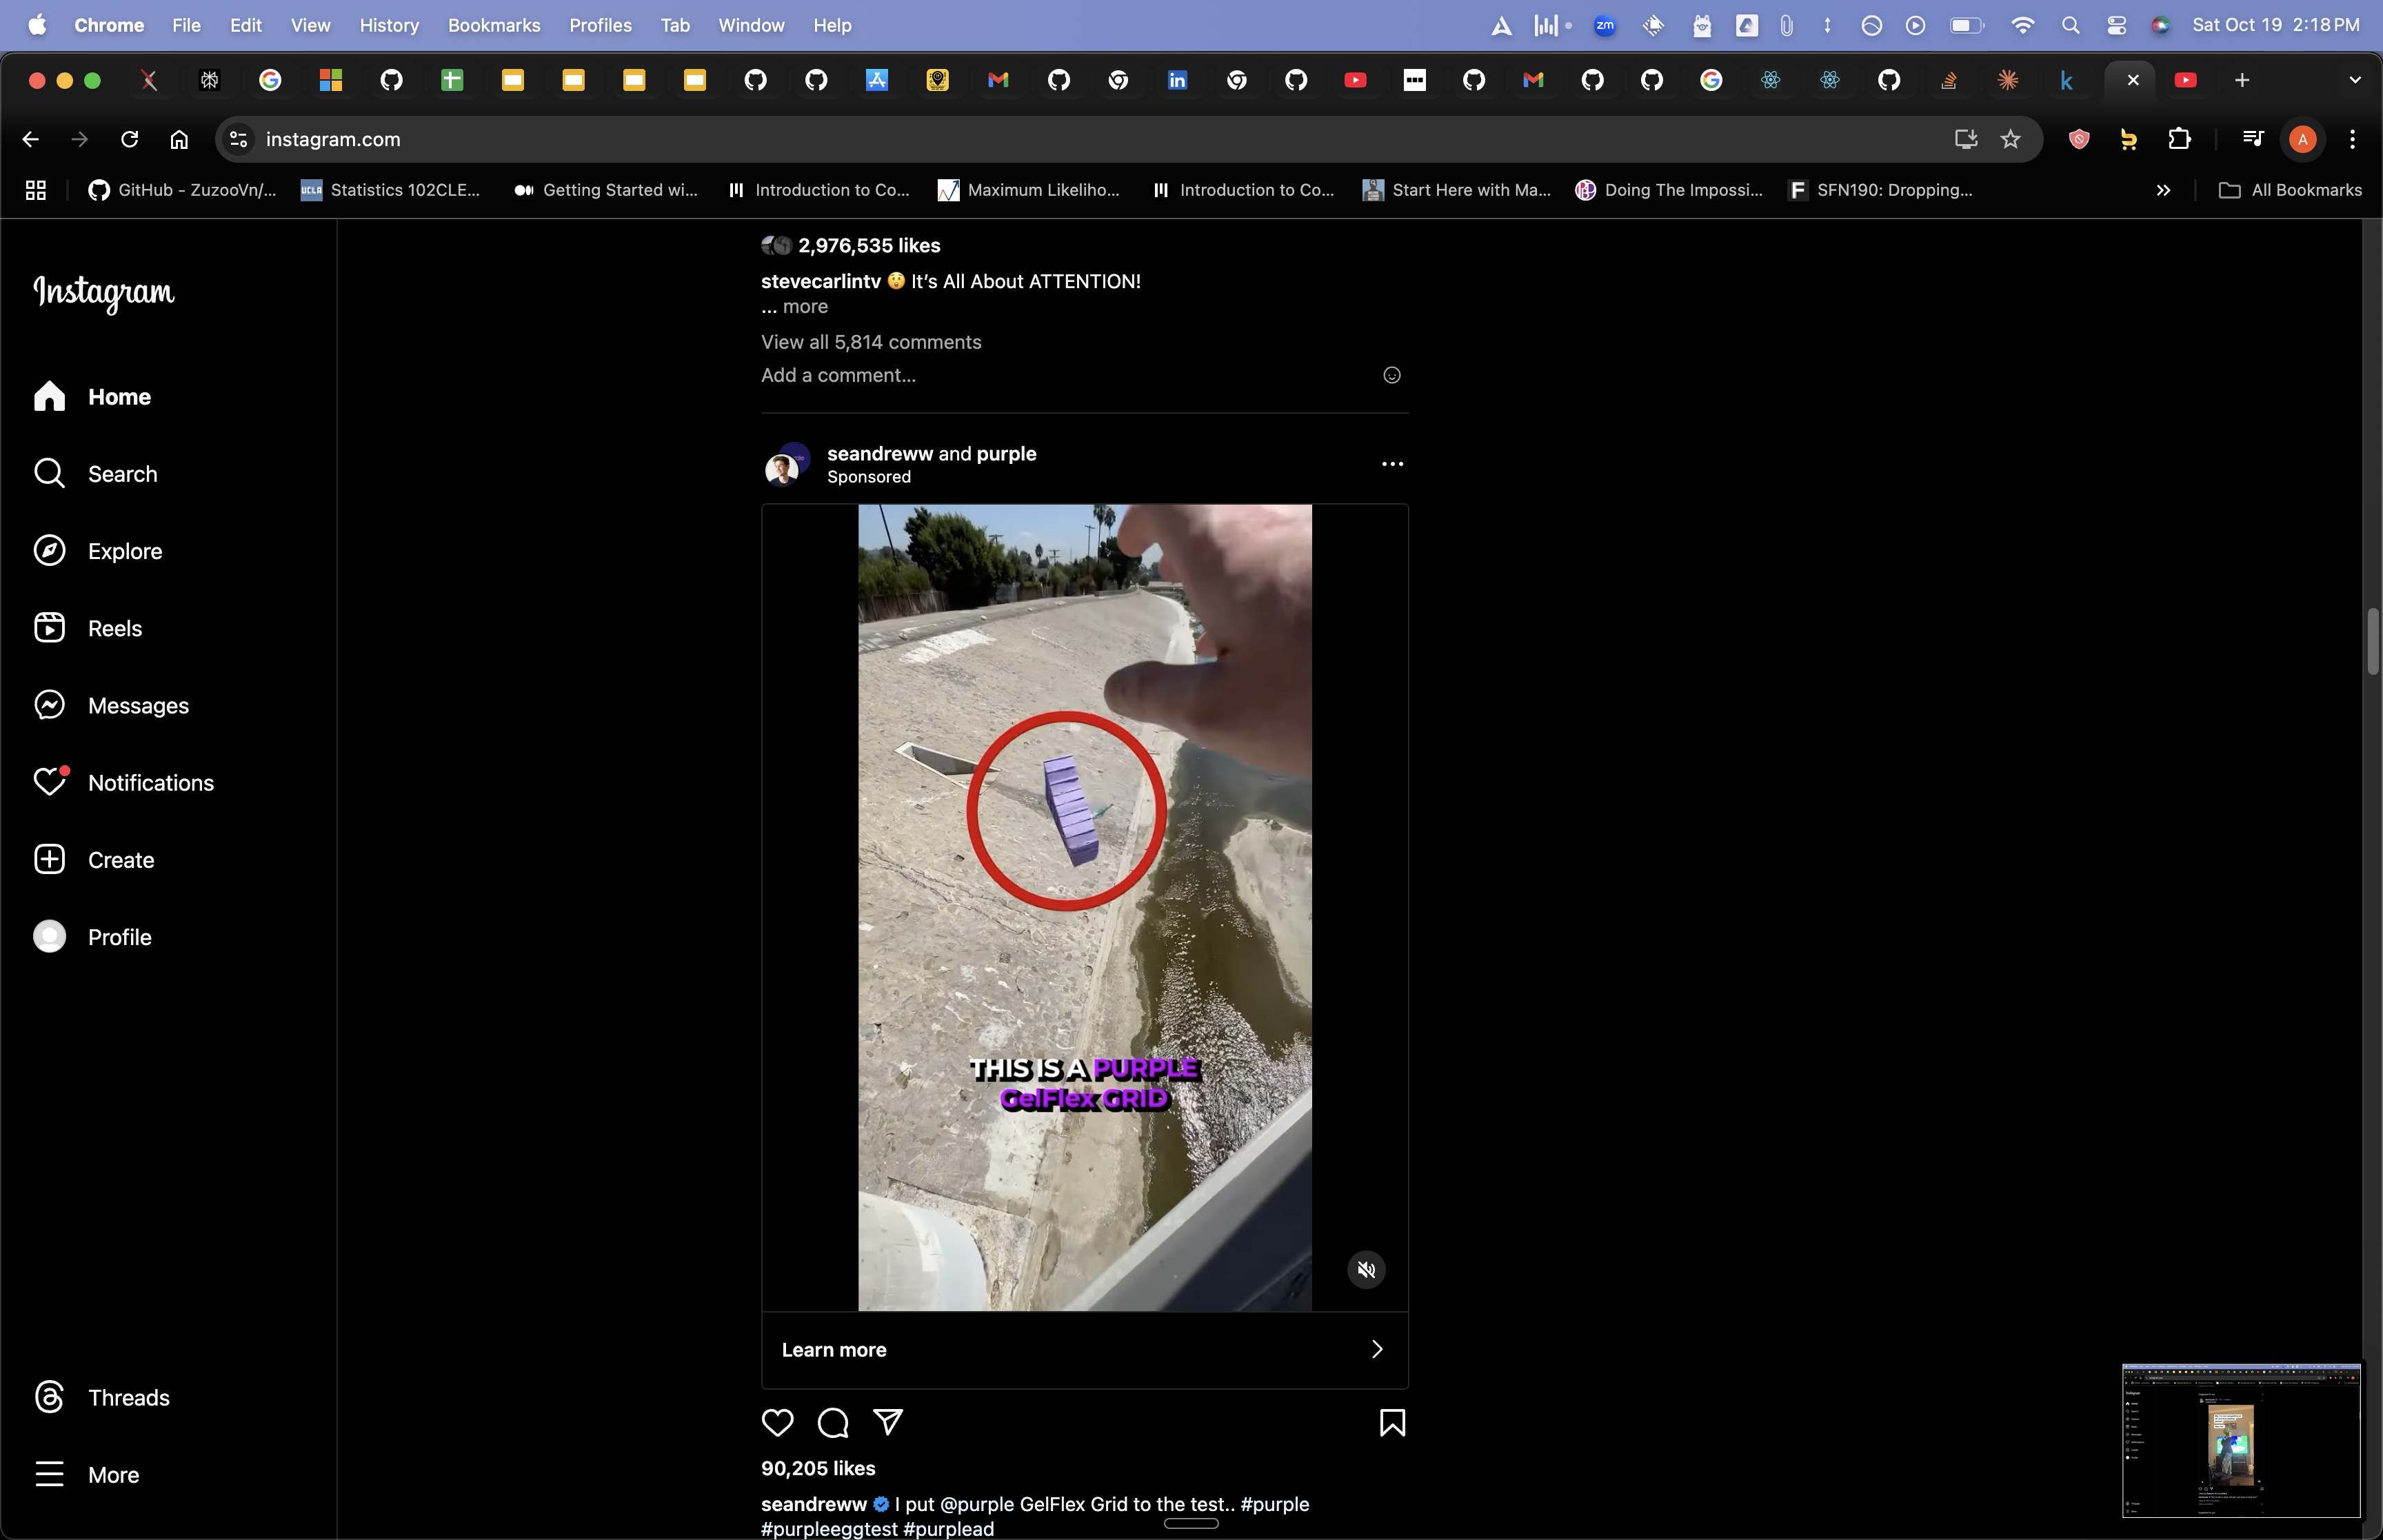 Chrome File Edit View History Bookmarks Profiles Tab Window Help
zm
Sat Oct 19 2:18 PM
instagram.com
A
GitHub - ZuzooVn/...
UCLA Statistics 102CLE...
Getting Started wi...
Introduction to Co...
Maximum Likeliho...
Introduction to Co...
Start Here with Ma...
Doing The Impossi...
F SFN190: Dropping...
All Bookmarks
Instagram
Home
Search
Explore
Reels
Messages
Notifications
Create
Profile
Threads
More
2,976,535 likes
stevecarlintv 😲 It's All About ATTENTION!
... more
View all 5,814 comments
Add a comment...
seandreww and purple
Sponsored
THIS IS A PURPLE
GelFlex GRID
Learn more
90,205 likes
seandreww I put @purple GelFlex Grid to the test.. #purple
#purpleeggtest #purplead